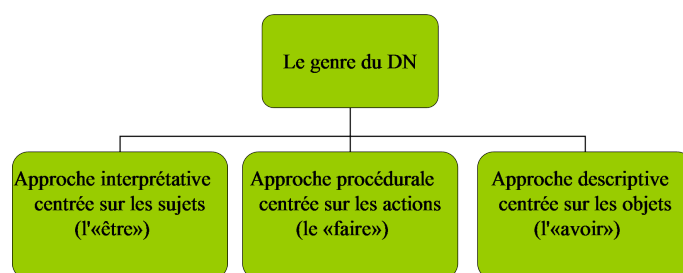 Le genre du DN
Approche interprétative
centrée sur les sujets
(l'«être»)
Approche procédurale
centrée sur les actions
(le «faire»)
Approche descriptive
centrée sur les objets
(l'«avoir»)